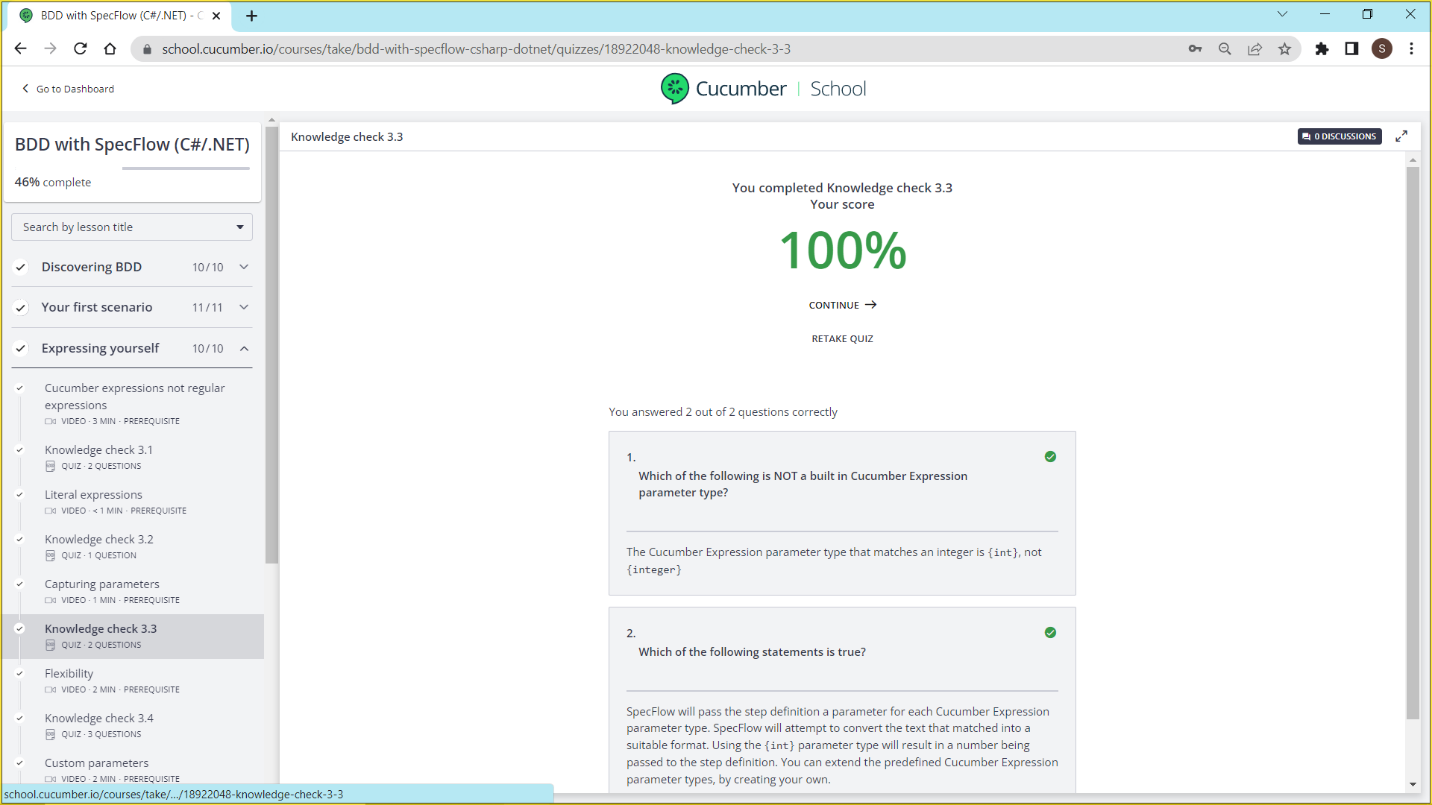 BDD with SpecFlow (C#/.NET) - C
school.cucumber.io/courses/take/bdd-with-specflow-csharp-dotnet/quizzes/18922048-knowledge-check-3-3
S
Go to Dashboard
Cucumber | School
BDD with SpecFlow (C#/.NET)
46% complete
Search by lesson title
Discovering BDD 10 / 10
Your first scenario 11 / 11
Expressing yourself 10 / 10
Cucumber expressions not regular
expressions
VIDEO · 3 MIN · PREREQUISITE
Knowledge check 3.1
QUIZ · 2 QUESTIONS
Literal expressions
VIDEO · < 1 MIN · PREREQUISITE
Knowledge check 3.2
QUIZ · 1 QUESTION
Capturing parameters
VIDEO · 1 MIN · PREREQUISITE
Knowledge check 3.3
QUIZ · 2 QUESTIONS
Flexibility
VIDEO · 2 MIN · PREREQUISITE
Knowledge check 3.4
QUIZ · 3 QUESTIONS
Custom parameters
VIDEO · 2 MIN · PREREQUISITE
school.cucumber.io/courses/take/.../18922048-knowledge-check-3-3
Knowledge check 3.3
0 DISCUSSIONS
You completed Knowledge check 3.3
Your score
100%
CONTINUE →
RETAKE QUIZ
You answered 2 out of 2 questions correctly
1.
Which of the following is NOT a built in Cucumber Expression
parameter type?
The Cucumber Expression parameter type that matches an integer is {int}, not
{integer}
2.
Which of the following statements is true?
SpecFlow will pass the step definition a parameter for each Cucumber Expression
parameter type. SpecFlow will attempt to convert the text that matched into a
suitable format. Using the {int} parameter type will result in a number being
passed to the step definition. You can extend the predefined Cucumber Expression
parameter types, by creating your own.